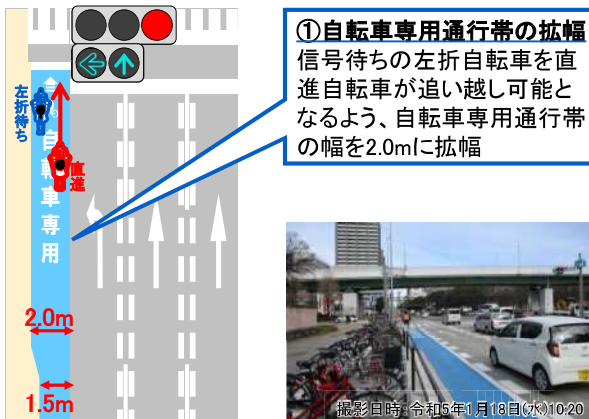 ①自転車専用通行帯の拡幅
信号待ちの左折自転車を直
進自転車が追い越し可能と
なるよう、自転車専用通行帯
の幅を2.0mに拡幅
左折待ち
直進
自転車専用
2.0m
1.5m
撮影日時:令和5年1月18日(水)10:20